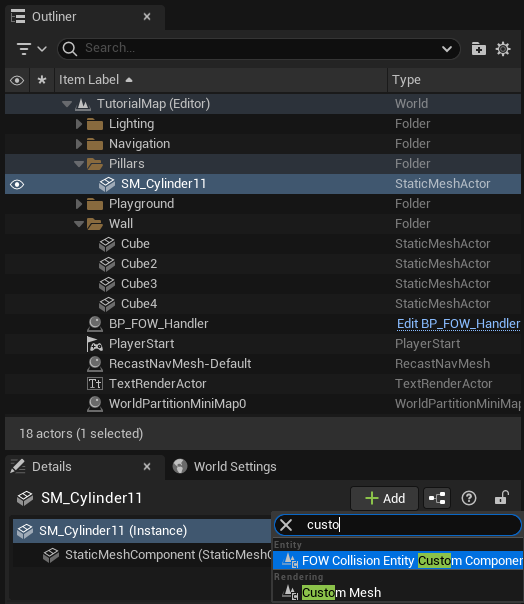 Outliner
Search...
Item Label Type
TutorialMap (Editor) World
Lighting Folder
Navigation Folder
Pillars Folder
SM_Cylinder11 StaticMeshActor
Playground Folder
Wall Folder
Cube StaticMeshActor
Cube2 StaticMeshActor
Cube3 StaticMeshActor
Cube4 StaticMeshActor
BP_FOW_Handler Edit BP_FOW_Handler
PlayerStart PlayerStart
RecastNavMesh-Default RecastNavMesh
Tt TextRenderActor TextRenderActor
WorldPartitionMiniMap0 WorldPartitionMiniMap
18 actors (1 selected)
Details World Settings
SM_Cylinder11 Add
SM_Cylinder11 (Instance) custo
StaticMeshComponent (StaticMeshC
Entity
FOW Collision Entity Custom Componen
Rendering
Custom Mesh